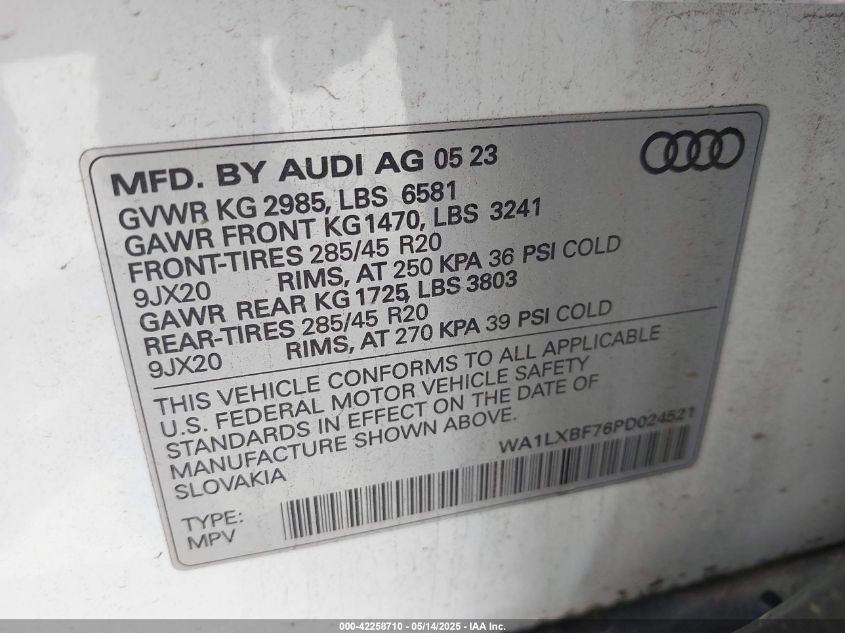 MFD. BY AUDI AG 05 23
GVWR KG 2985, LBS 6581
GAWR FRONT KG 1470, LBS 3241
FRONT-TIRES 285/45 R20
9JX20 RIMS, AT 250 KPA 36 PSI COLD
GAWR REAR KG 1725, LBS 3803
REAR-TIRES 285/45 R20
9JX20 RIMS, AT 270 KPA 39 PSI COLD
THIS VEHICLE CONFORMS TO ALL APPLICABLE
U.S. FEDERAL MOTOR VEHICLE SAFETY
STANDARDS IN EFFECT ON THE DATE OF
MANUFACTURE SHOWN ABOVE.
WA1LXBF76PD024521
SLOVAKIA
TYPE:
MPV
000-42258710 - 05/14/2025 - IAA Inc.